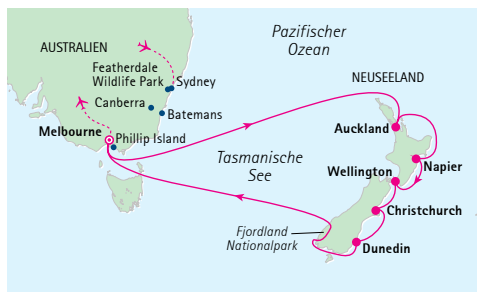 Pazifischer
Ozean
AUSTRALIEN
Featherdale
Wildlife Park
Sydney
NEUSEELAND
Canberra
Batemans
Melbourne
Phillip Island
Auckland
Tasmanische
See
Napier
Wellington
Christchurch
Fjordland
Nationalpark
Dunedin